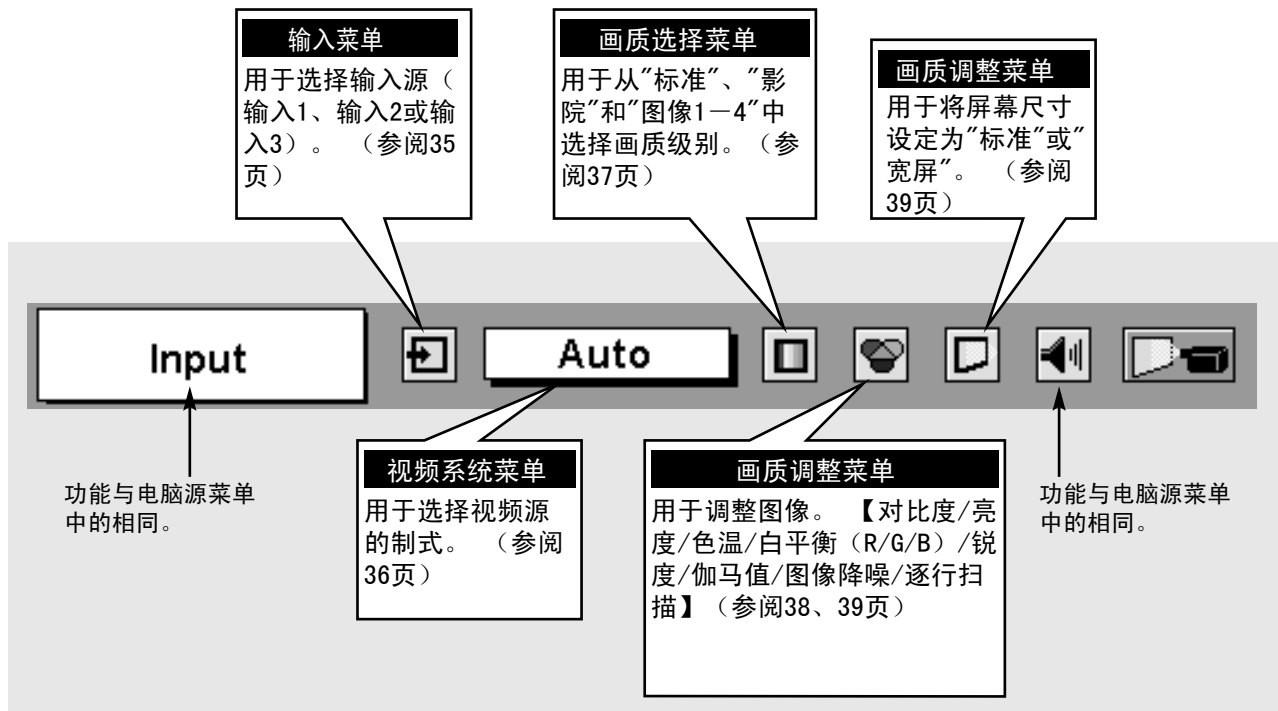 输入菜单
用于选择输入源（
输入1、输入2或输
入3）。 （参阅35
页）
画质选择菜单
用于从"标准"、"影
院"和"图像1－4"中
选择画质级别。（参
阅37页）
画质调整菜单
用于将屏幕尺寸
设定为"标准"或"
宽屏"。 （参阅
39页）
Input
Auto
功能与电脑源菜单
中的相同。
视频系统菜单
用于选择视频源
的制式。 （参阅
36页）
画质调整菜单
用于调整图像。 【对比度/亮
度/色温/白平衡（R/G/B）/锐
度/伽马值/图像降噪/逐行扫
描】（参阅38、39页）
功能与电脑源菜单
中的相同。